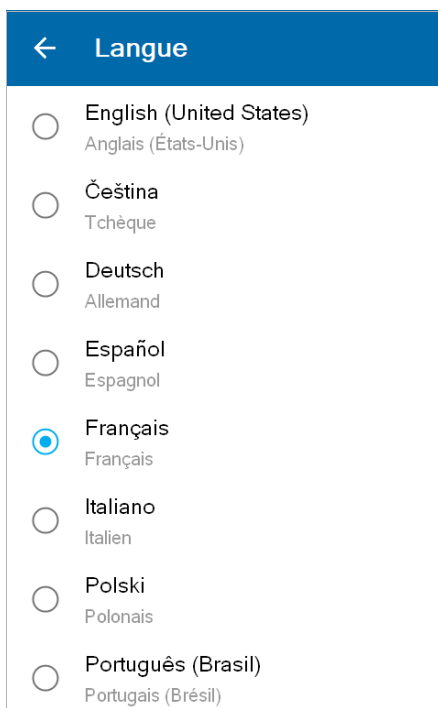 Langue
English (United States)
Anglais (États-Unis)
Čeština
Tchèque
Deutsch
Allemand
Español
Espagnol
Français
Français
Italiano
Italien
Polski
Polonais
Português (Brasil)
Portugais (Brésil)